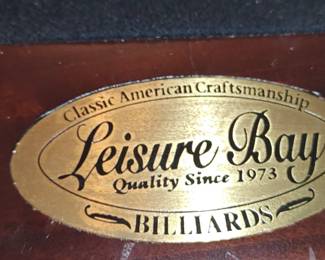 Classic American Craftsmanship
Leisure Bay
Quality Since 1973
BILLIARDS